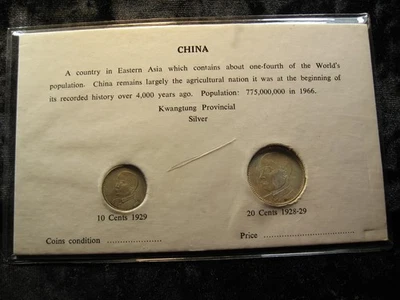 CHINA
A country in Eastern Asia which contains about one-fourth of the World's
population. China remains largely the agricultural nation it was at the beginning
of its recorded history over 4,000 years ago. Population: 775,000,000 in 1966.
Kwangtung Provincial
Silver
10 Cents 1929
20 Cents 1928-29
Coins condition ..................
Price ......................................